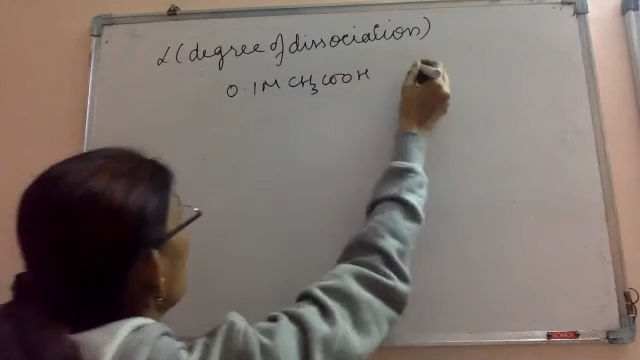 α (degree of dissociation)
0.1M CH₃COOH